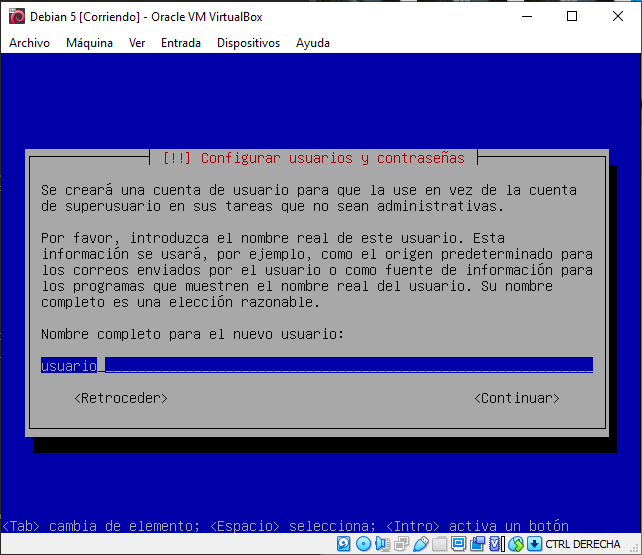 Debian 5 [Corriendo] - Oracle VM VirtualBox
Archivo Máquina Ver Entrada Dispositivos Ayuda
[!!] Configurar usuarios y contraseñas
Se creará una cuenta de usuario para que la use en vez de la cuenta
de superusuario en sus tareas que no sean administrativas.
Por favor, introduzca el nombre real de este usuario. Esta
información se usará, por ejemplo, como el origen predeterminado para
los correos enviados por el usuario o como fuente de información para
los programas que muestren el nombre real del usuario. Su nombre
completo es una elección razonable.
Nombre completo para el nuevo usuario:
usuario
<Retroceder> <Continuar>
<Tab> cambia de elemento; <Espacio> selecciona; <Intro> activa un botón
CTRL DERECHA